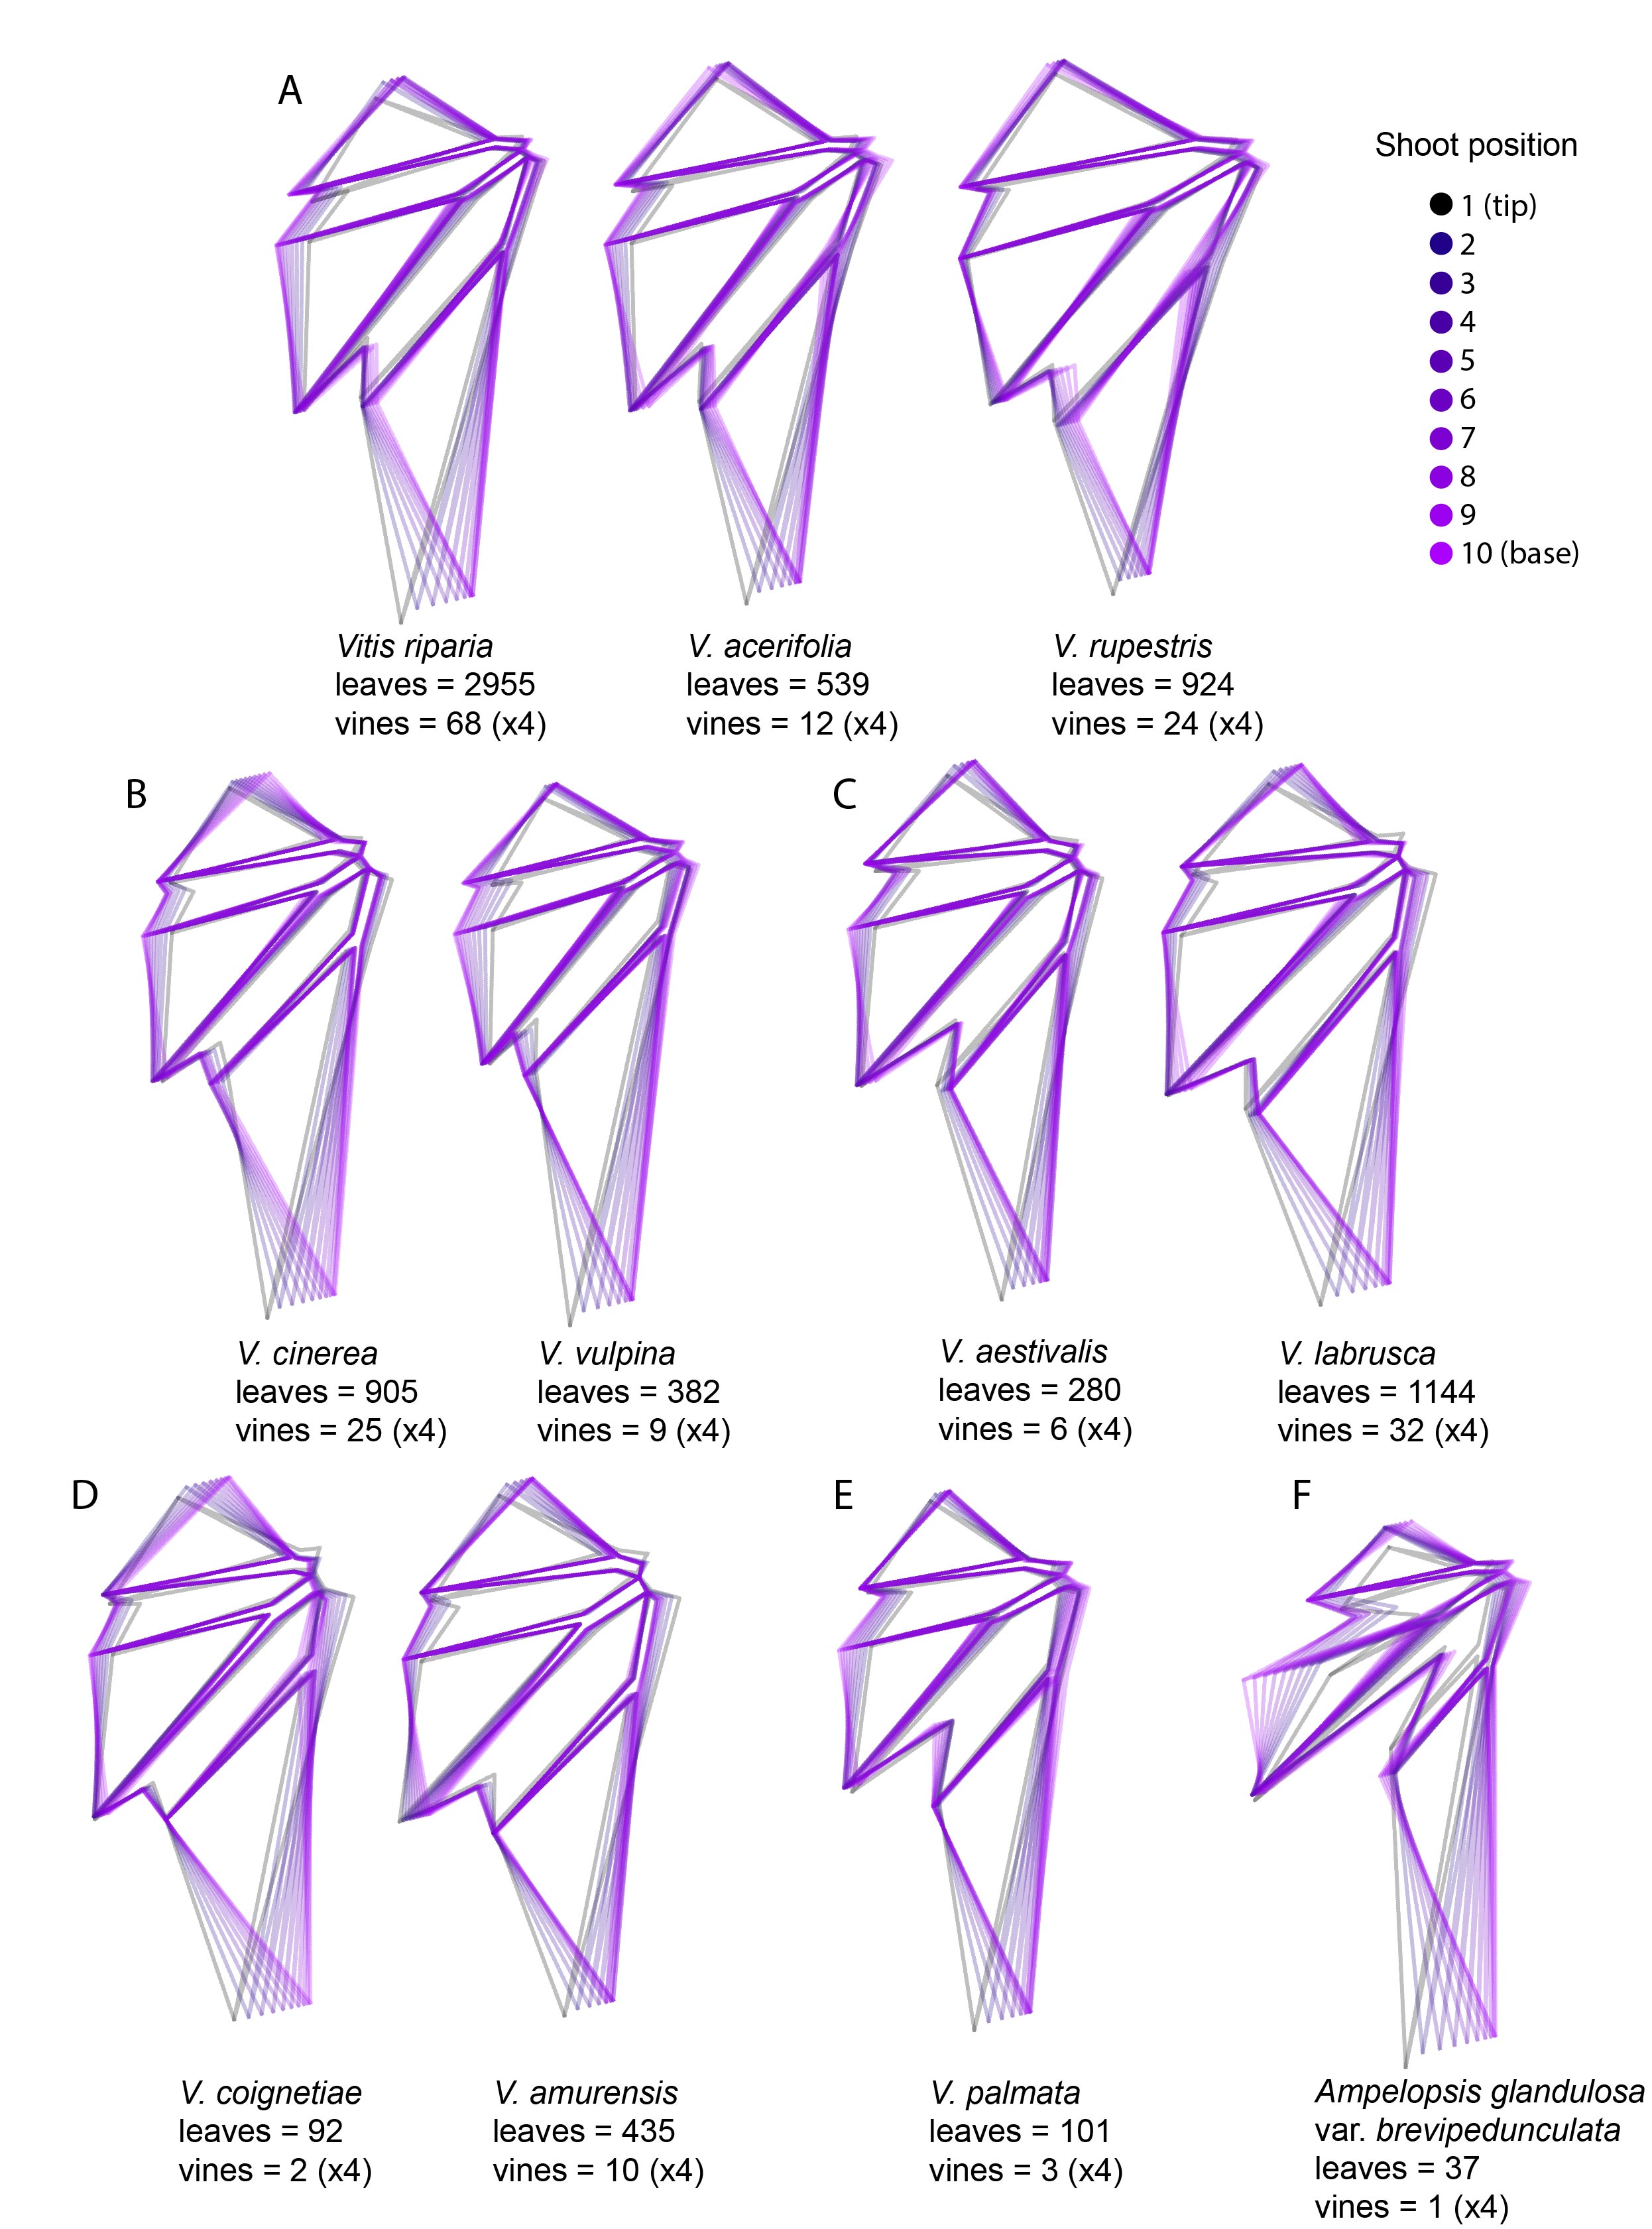 A
Shoot position
1 (tip)
2
3
4
5
6
7
8
9
10 (base)
Vitis riparia
leaves = 2955
vines = 68 (x4)
V. acerifolia
leaves = 539
vines = 12 (x4)
V. rupestris
leaves = 924
vines = 24 (x4)
B
V. cinerea
leaves = 905
vines = 25 (x4)
V. vulpina
leaves = 382
vines = 9 (x4)
C
V. aestivalis
leaves = 280
vines = 6 (x4)
V. labrusca
leaves = 1144
vines = 32 (x4)
D
V. coignetiae
leaves = 92
vines = 2 (x4)
V. amurensis
leaves = 435
vines = 10 (x4)
E
V. palmata
leaves = 101
vines = 3 (x4)
F
Ampelopsis glandulosa
var. brevipedunculata
leaves = 37
vines = 1 (x4)